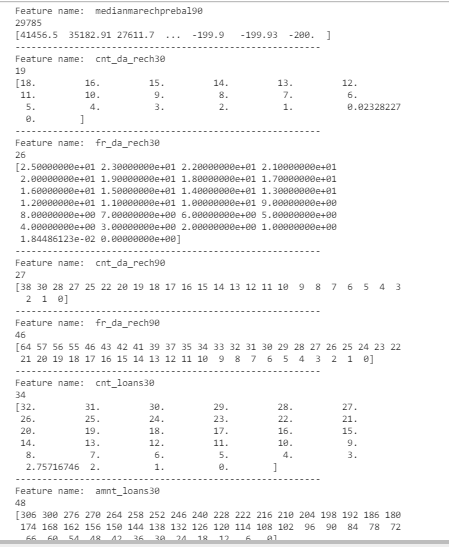 Feature name:  medianmarechprebal90
29785
[41456.5  35182.91 27611.7  ...  -199.9   -199.93 -200.  ]
--------------------------------------------------
Feature name:  cnt_da_rech30
19
[18.         16.         15.         14.         13.         12.
 11.         10.          9.          8.          7.          6.
  5.          4.          3.          2.          1.          0.02328227
  0.        ]
--------------------------------------------------
Feature name:  fr_da_rech30
26
[2.50000000e+01 2.30000000e+01 2.20000000e+01 2.10000000e+01
 2.00000000e+01 1.90000000e+01 1.80000000e+01 1.70000000e+01
 1.60000000e+01 1.50000000e+01 1.40000000e+01 1.30000000e+01
 1.20000000e+01 1.10000000e+01 1.00000000e+01 9.00000000e+00
 8.00000000e+00 7.00000000e+00 6.00000000e+00 5.00000000e+00
 4.00000000e+00 3.00000000e+00 2.00000000e+00 1.00000000e+00
 1.84486123e-02 0.00000000e+00]
--------------------------------------------------
Feature name:  cnt_da_rech90
27
[38 30 28 27 25 22 20 19 18 17 16 15 14 13 12 11 10  9  8  7  6  5  4  3
  2  1  0]
--------------------------------------------------
Feature name:  fr_da_rech90
46
[64 57 56 55 46 43 42 41 39 37 35 34 33 32 31 30 29 28 27 26 25 24 23 22
 21 20 19 18 17 16 15 14 13 12 11 10  9  8  7  6  5  4  3  2  1  0]
--------------------------------------------------
Feature name:  cnt_loans30
34
[32.         31.         30.         29.         28.         27.
 26.         25.         24.         23.         22.         21.
 20.         19.         18.         17.         16.         15.
 14.         13.         12.         11.         10.          9.
  8.          7.          6.          5.          4.          3.
  2.75716746  2.          1.          0.        ]
--------------------------------------------------
Feature name:  amnt_loans30
48
[306 300 276 270 264 258 252 246 240 228 222 216 210 204 198 192 186 180
 174 168 162 156 150 144 138 132 126 120 114 108 102  96  90  84  78  72
  66  60  54  48  42  36  30  24  18  12   6   0]